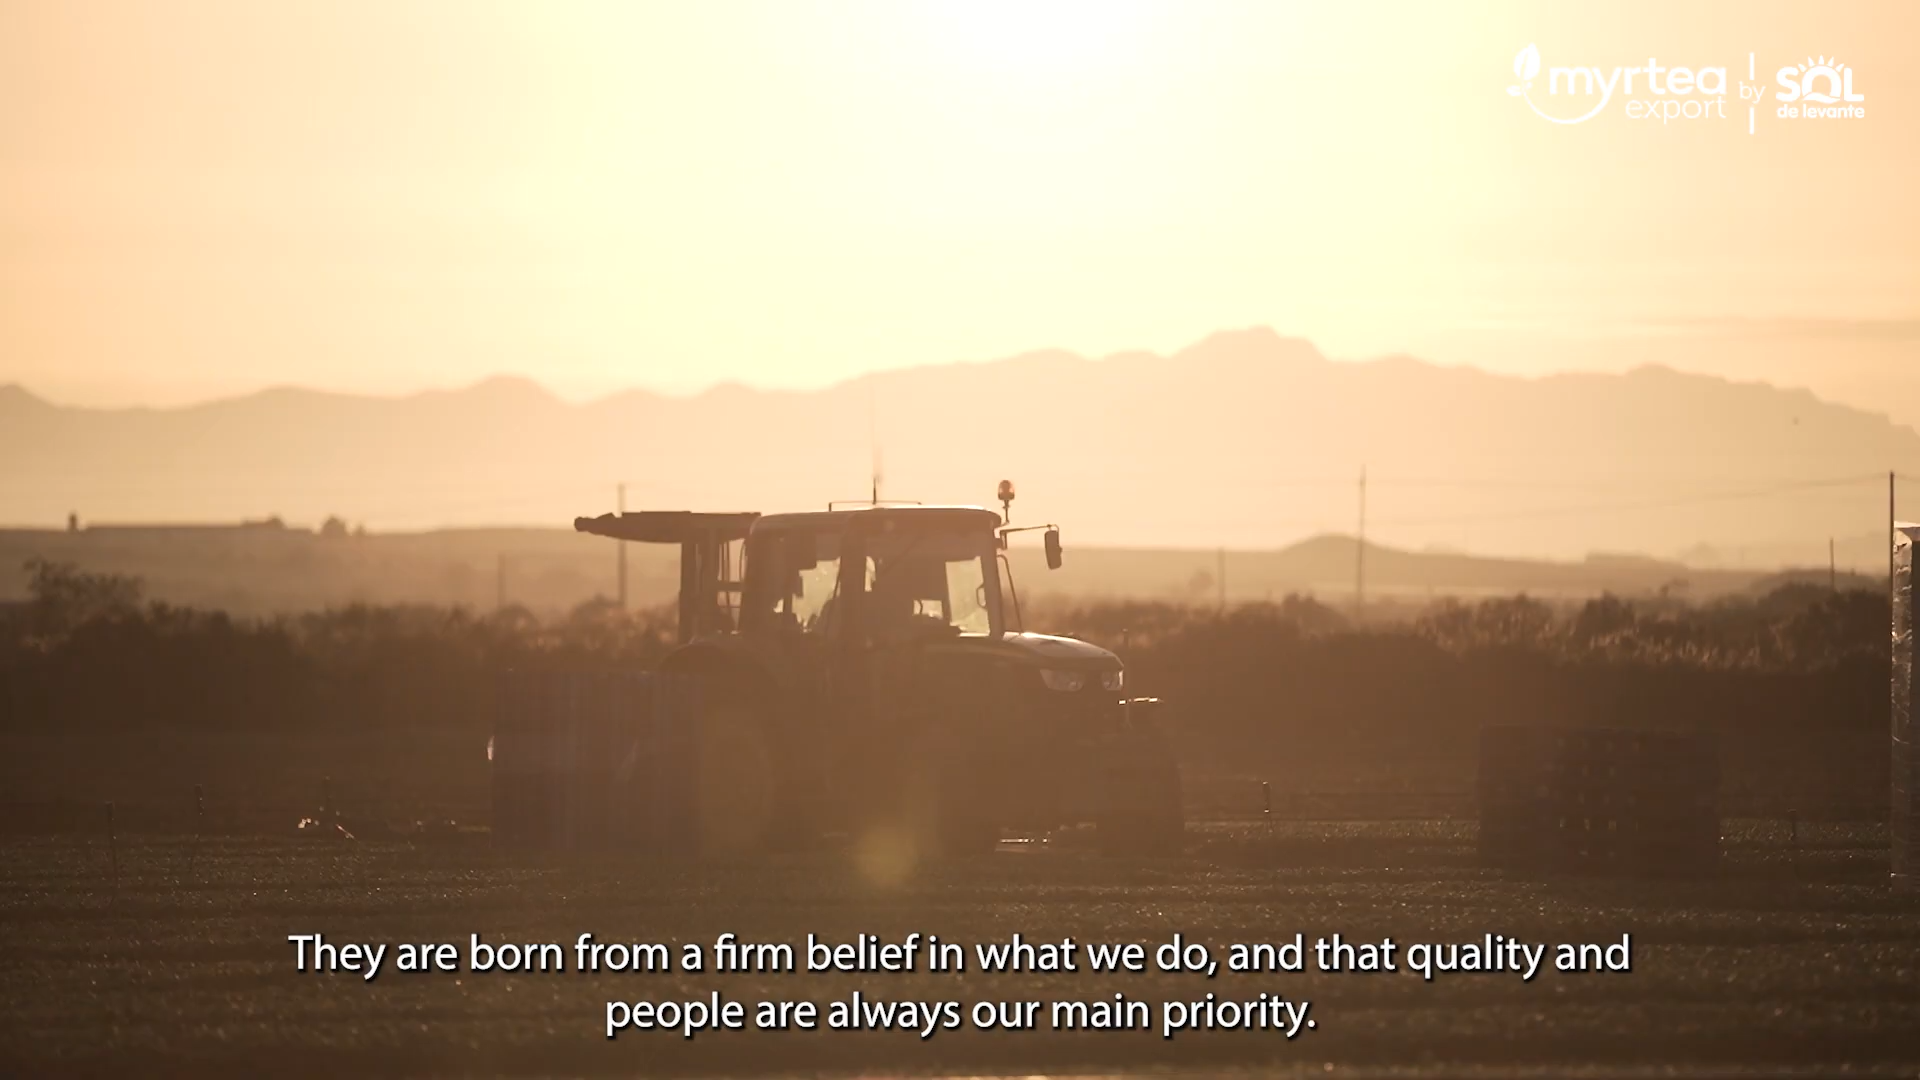 myrtea
export
by
SOL
de levante
They are born from a firm belief in what we do, and that quality and
people are always our main priority.